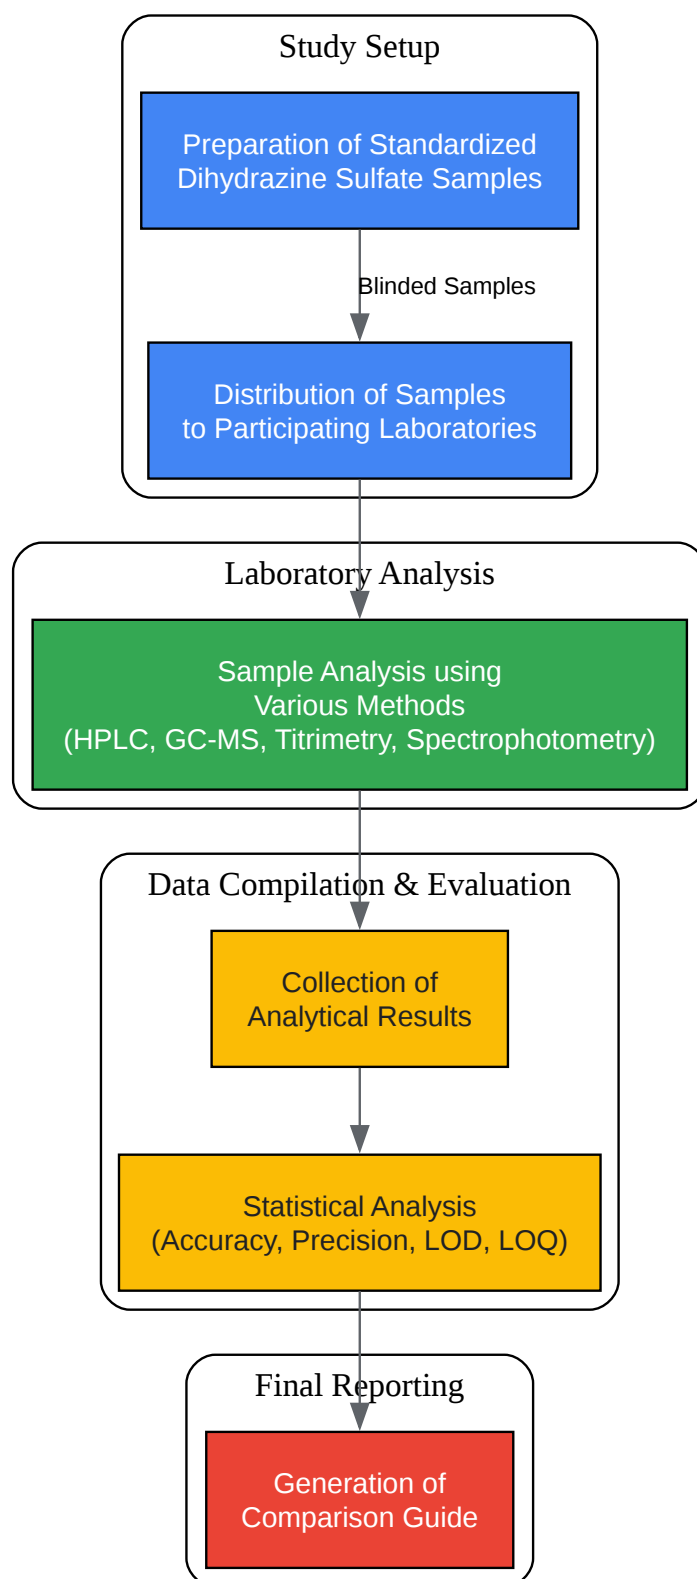 Study Setup
Preparation of Standardized
Dihydrazine Sulfate Samples
Blinded Samples
Distribution of Samples
to Participating Laboratories
Laboratory Analysis
Sample Analysis using
Various Methods
(HPLC, GC-MS, Titrimetry, Spectrophotometry)
Data Compilation & Evaluation
Collection of
Analytical Results
Statistical Analysis
(Accuracy, Precision, LOD, LOQ)
Final Reporting
Generation of
Comparison Guide